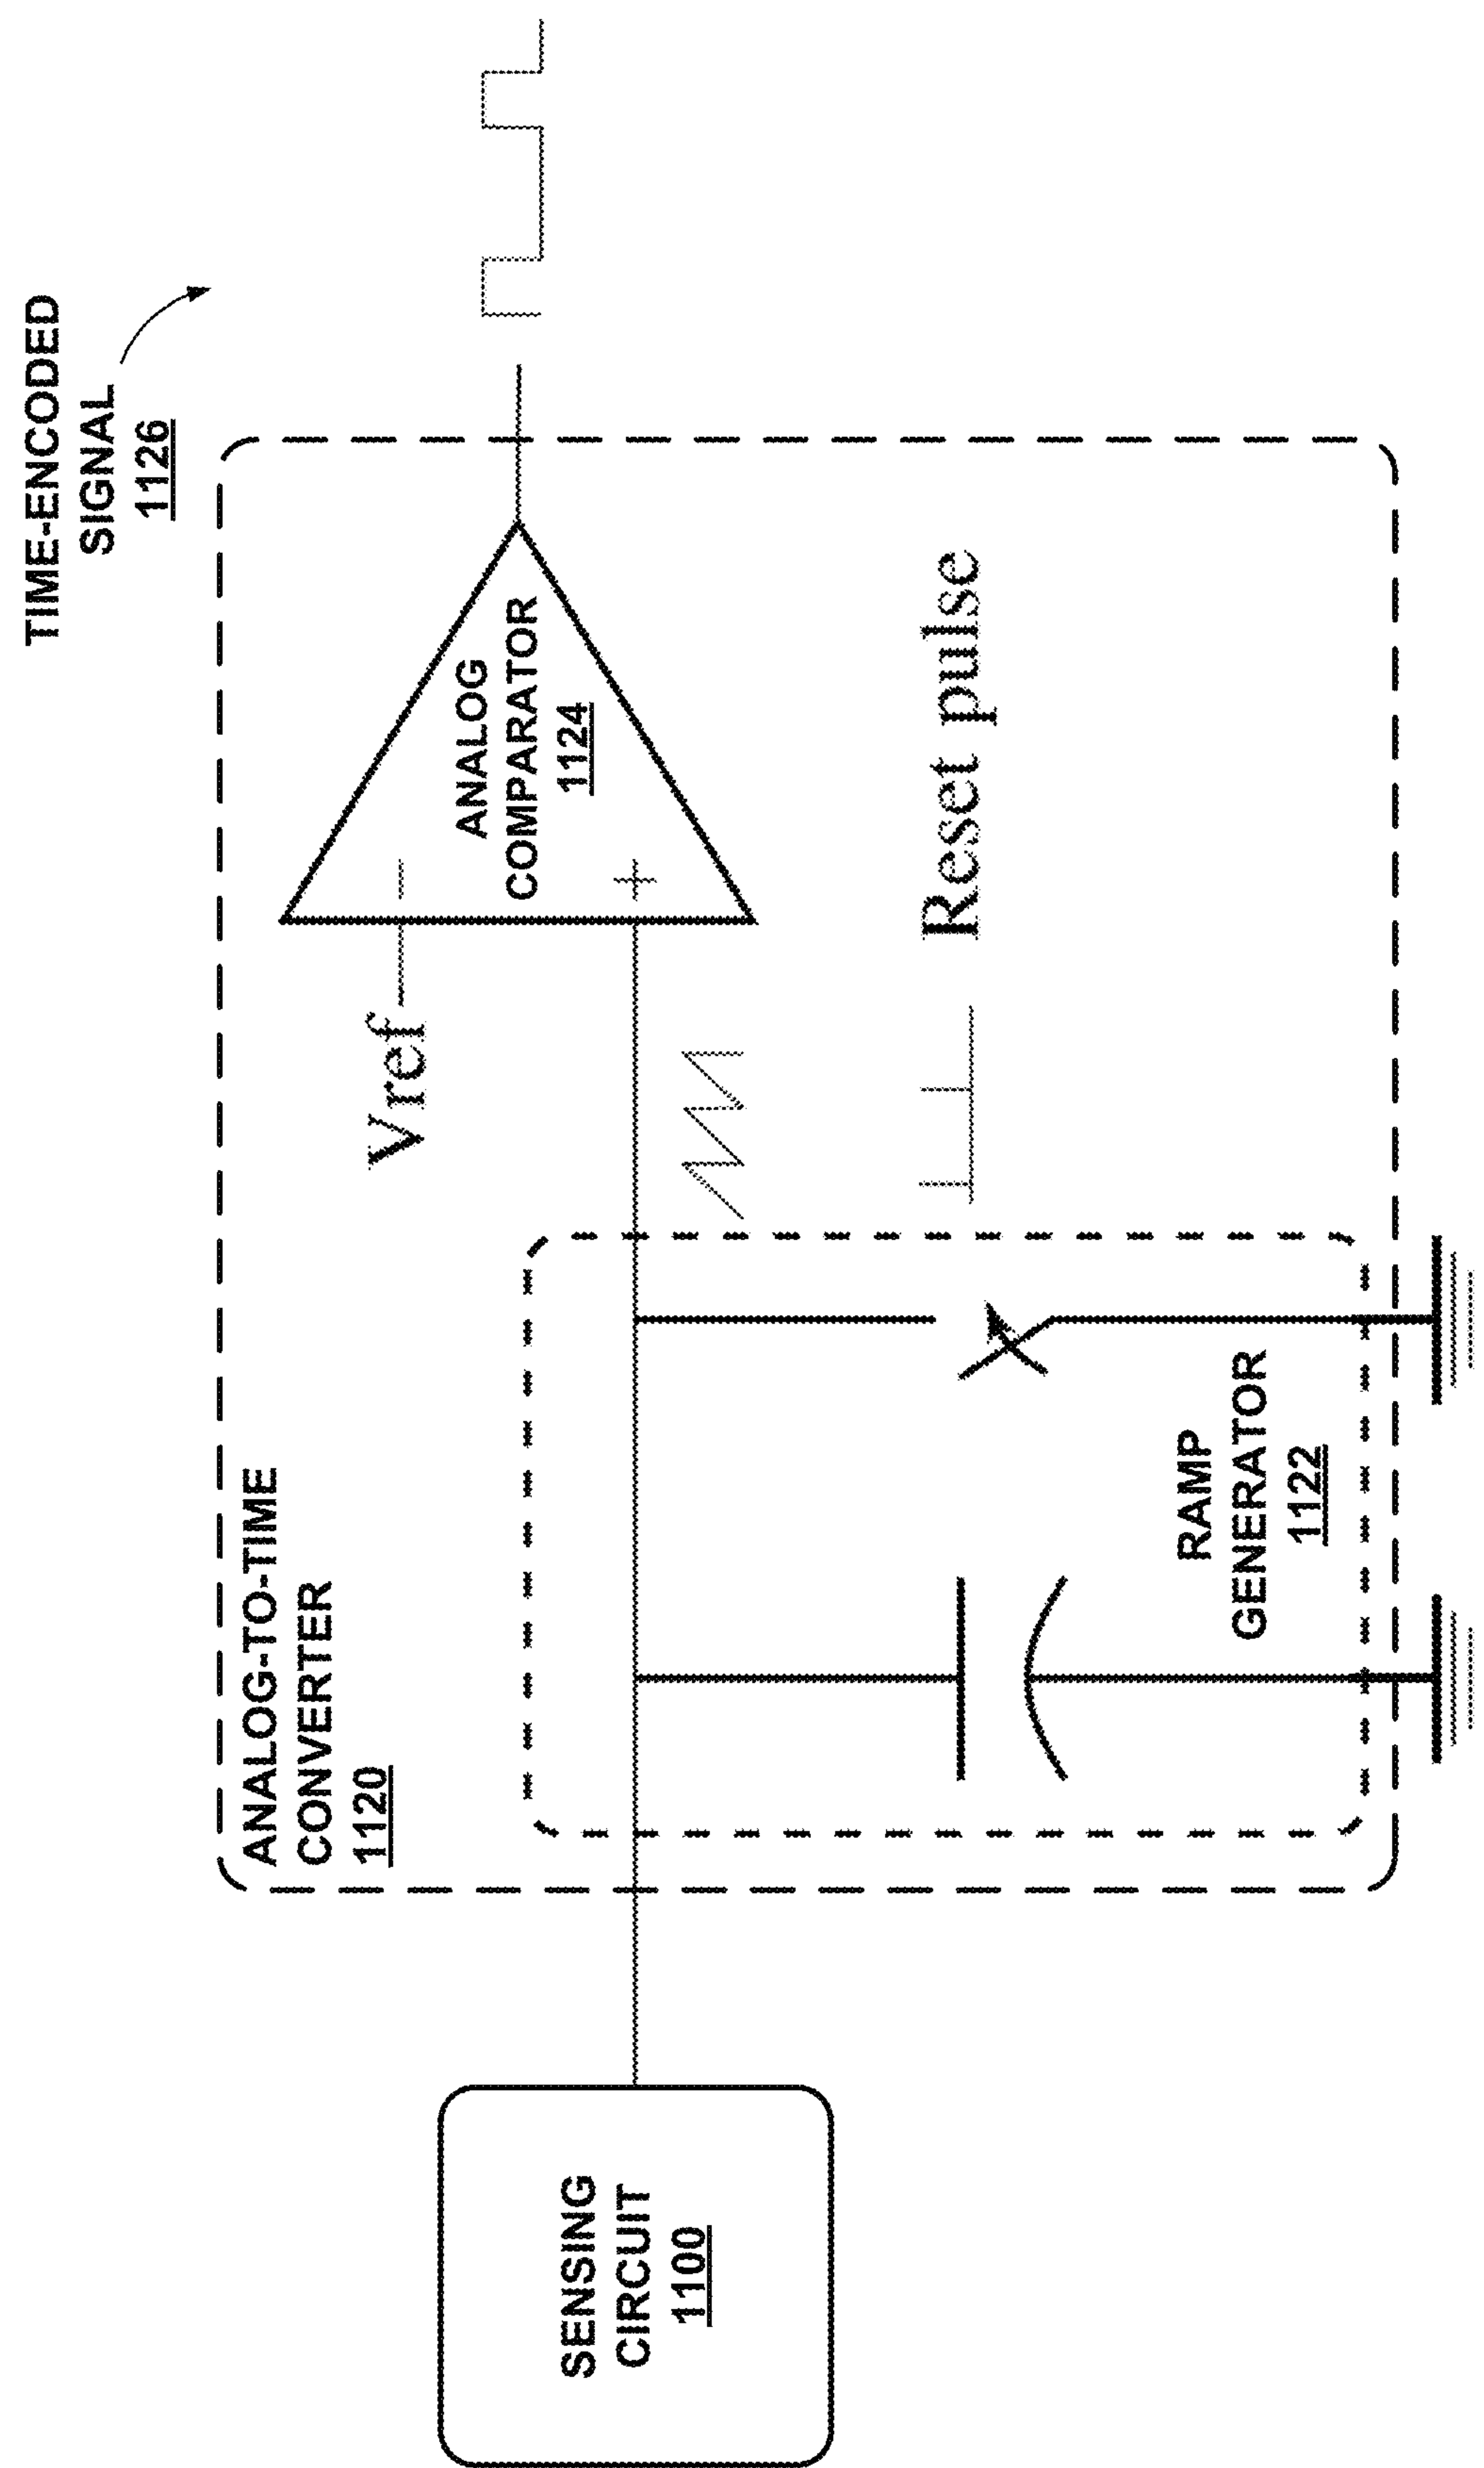 TIME-ENCODED
SIGNAL
1126
ANALOG-TO-TIME
CONVERTER
1120
Vref
−
+
ANALOG
COMPARATOR
1124
SENSING
CIRCUIT
1100
Reset pulse
RAMP
GENERATOR
1122